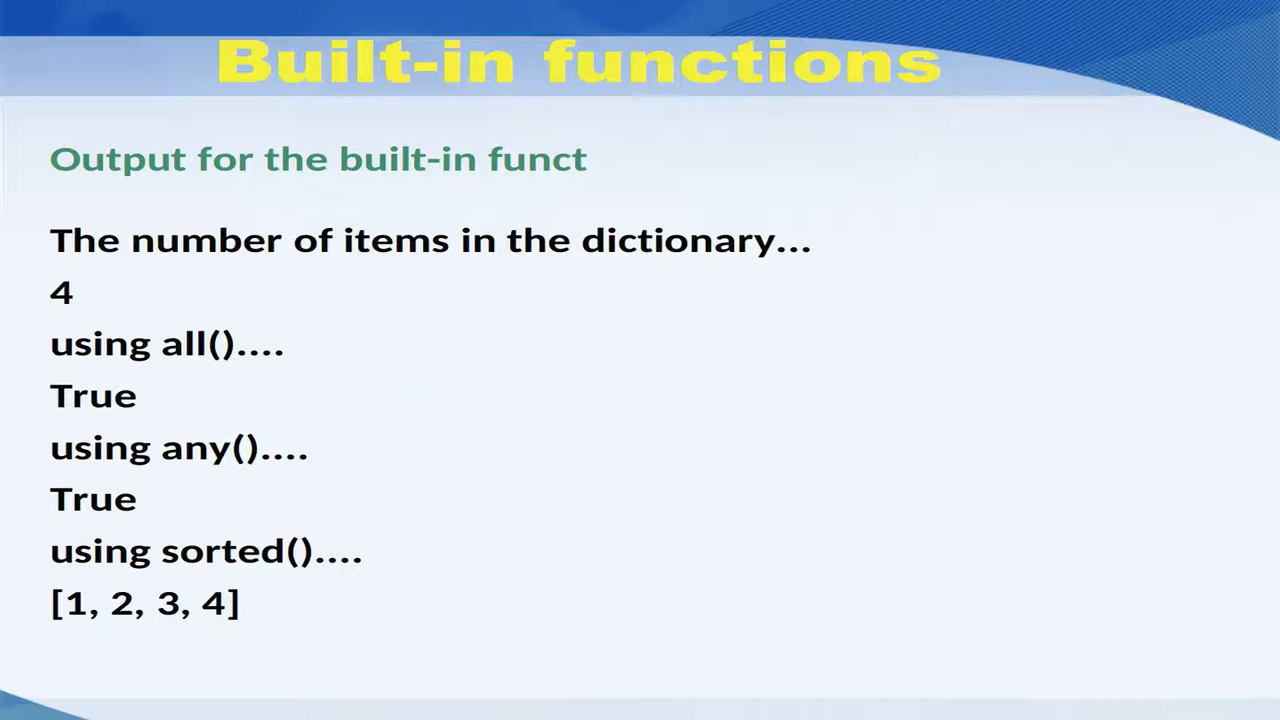 Built-in functions
Output for the built-in funct
The number of items in the dictionary...
4
using all()....
True
using any()....
True
using sorted()....
[1, 2, 3, 4]